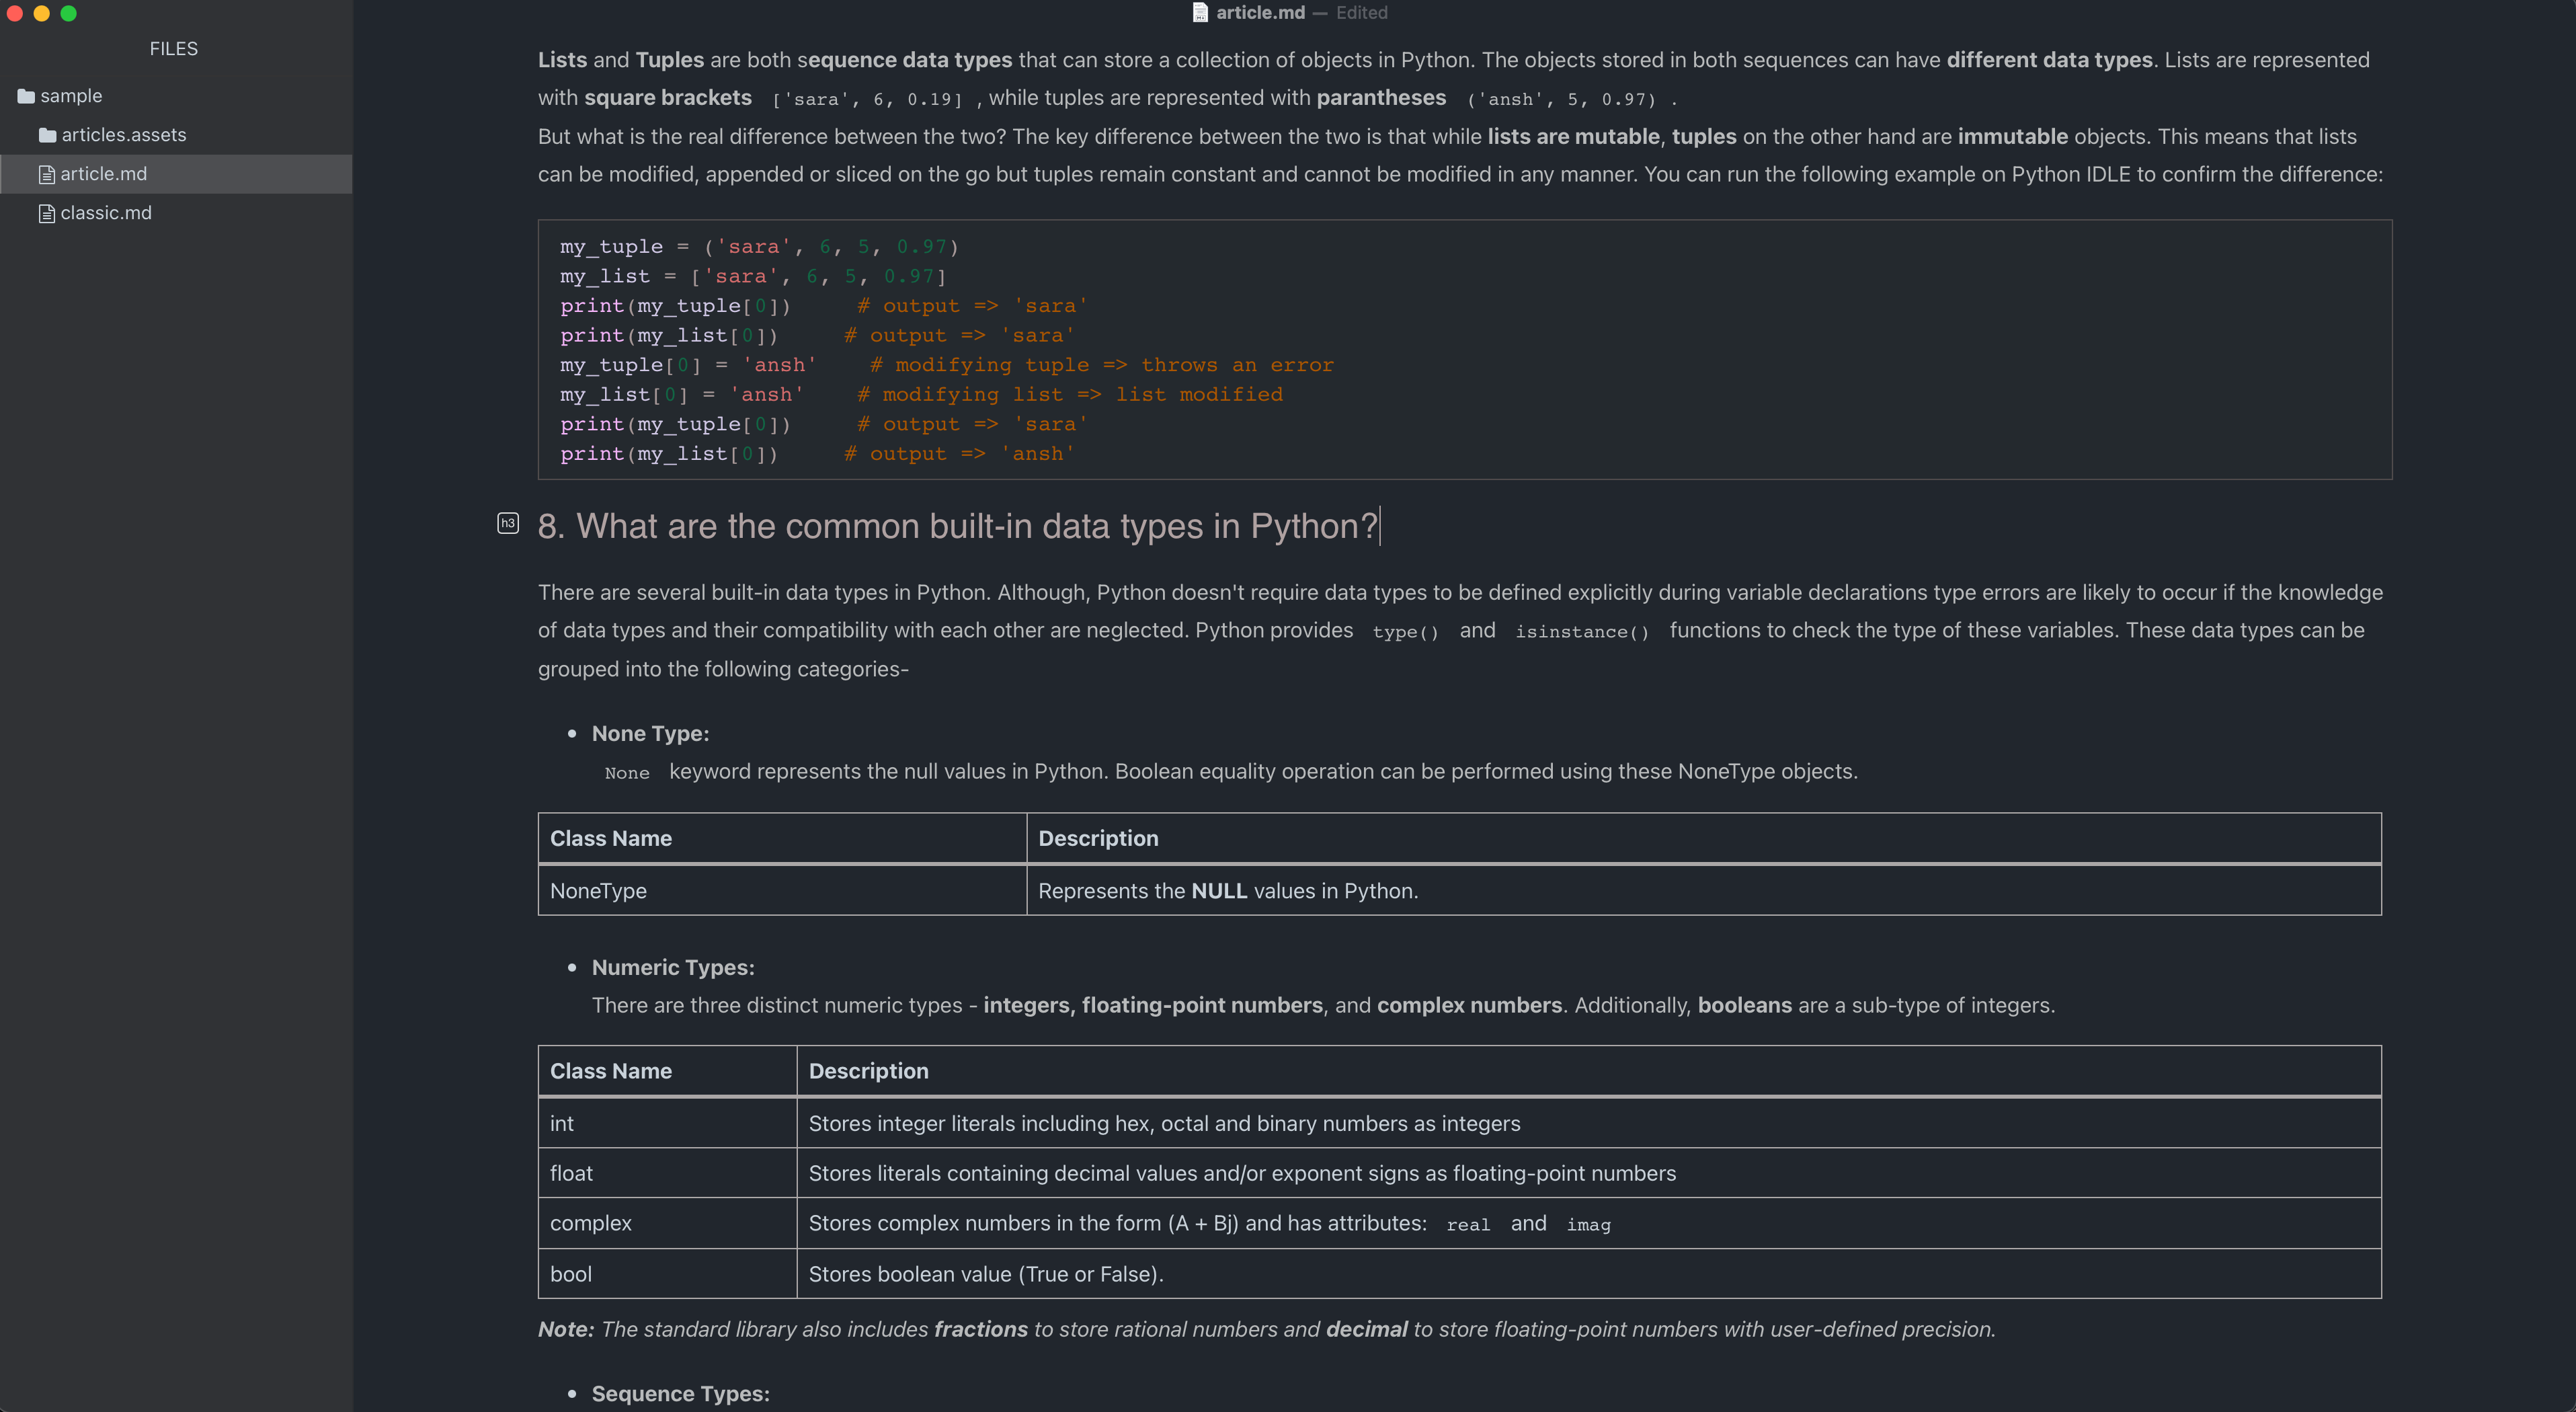 article.md — Edited
FILES
sample
articles.assets
article.md
classic.md
Lists and Tuples are both sequence data types that can store a collection of objects in Python. The objects stored in both sequences can have different data types. Lists are represented
with square brackets ['sara', 6, 0.19] , while tuples are represented with parantheses ('ansh', 5, 0.97) .
But what is the real difference between the two? The key difference between the two is that while lists are mutable, tuples on the other hand are immutable objects. This means that lists
can be modified, appended or sliced on the go but tuples remain constant and cannot be modified in any manner. You can run the following example on Python IDLE to confirm the difference:
my_tuple = ('sara', 6, 5, 0.97)
my_list = ['sara', 6, 5, 0.97]
print(my_tuple[0])     # output => 'sara'
print(my_list[0])     # output => 'sara'
my_tuple[0] = 'ansh'    # modifying tuple => throws an error
my_list[0] = 'ansh'    # modifying list => list modified
print(my_tuple[0])     # output => 'sara'
print(my_list[0])     # output => 'ansh'
h3 8. What are the common built-in data types in Python?
There are several built-in data types in Python. Although, Python doesn't require data types to be defined explicitly during variable declarations type errors are likely to occur if the knowledge
of data types and their compatibility with each other are neglected. Python provides type() and isinstance() functions to check the type of these variables. These data types can be
grouped into the following categories-
• None Type:
None keyword represents the null values in Python. Boolean equality operation can be performed using these NoneType objects.
Class Name Description
NoneType Represents the NULL values in Python.
• Numeric Types:
There are three distinct numeric types - integers, floating-point numbers, and complex numbers. Additionally, booleans are a sub-type of integers.
Class Name Description
int Stores integer literals including hex, octal and binary numbers as integers
float Stores literals containing decimal values and/or exponent signs as floating-point numbers
complex Stores complex numbers in the form (A + Bj) and has attributes: real and imag
bool Stores boolean value (True or False).
Note: The standard library also includes fractions to store rational numbers and decimal to store floating-point numbers with user-defined precision.
• Sequence Types: